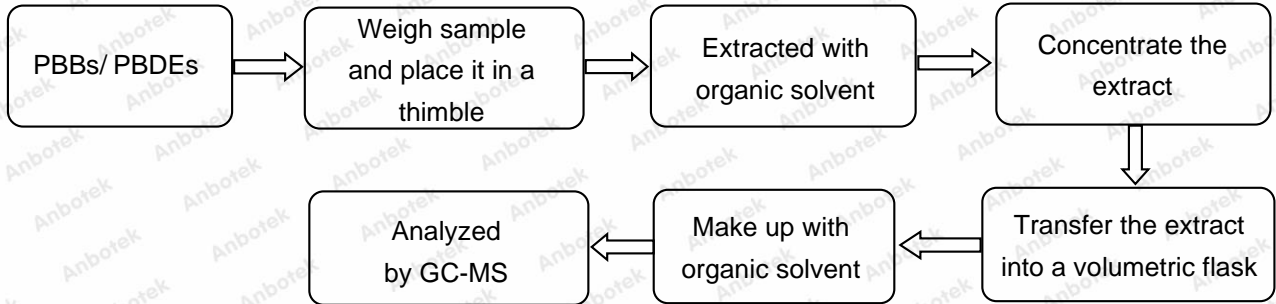 PBBs/ PBDEs
Weigh sample
and place it in a
thimble
Extracted with
organic solvent
Concentrate the
extract
Transfer the extract
into a volumetric flask
Make up with
organic solvent
Analyzed
by GC-MS